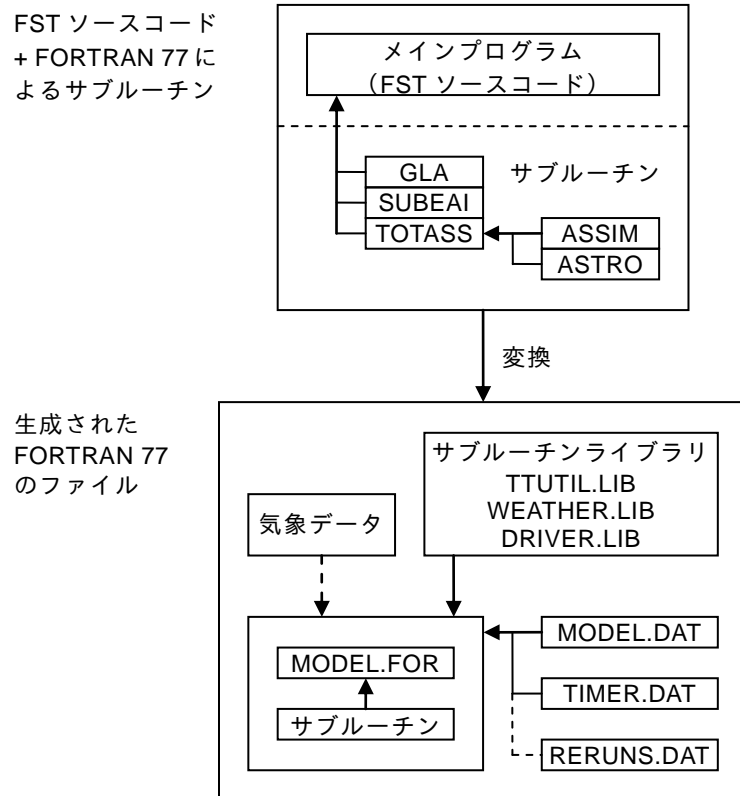 FST ソースコード
+ FORTRAN 77 に
よるサブルーチン
メインプログラム
(FST ソースコード)
GLA
サブルーチン
SUBEAI
TOTASS
ASSIM
ASTRO
変換
生成された
FORTRAN 77
のファイル
サブルーチンライブラリ
TTUTIL.LIB
WEATHER.LIB
DRIVER.LIB
気象データ
MODEL.FOR
サブルーチン
MODEL.DAT
TIMER.DAT
RERUNS.DAT